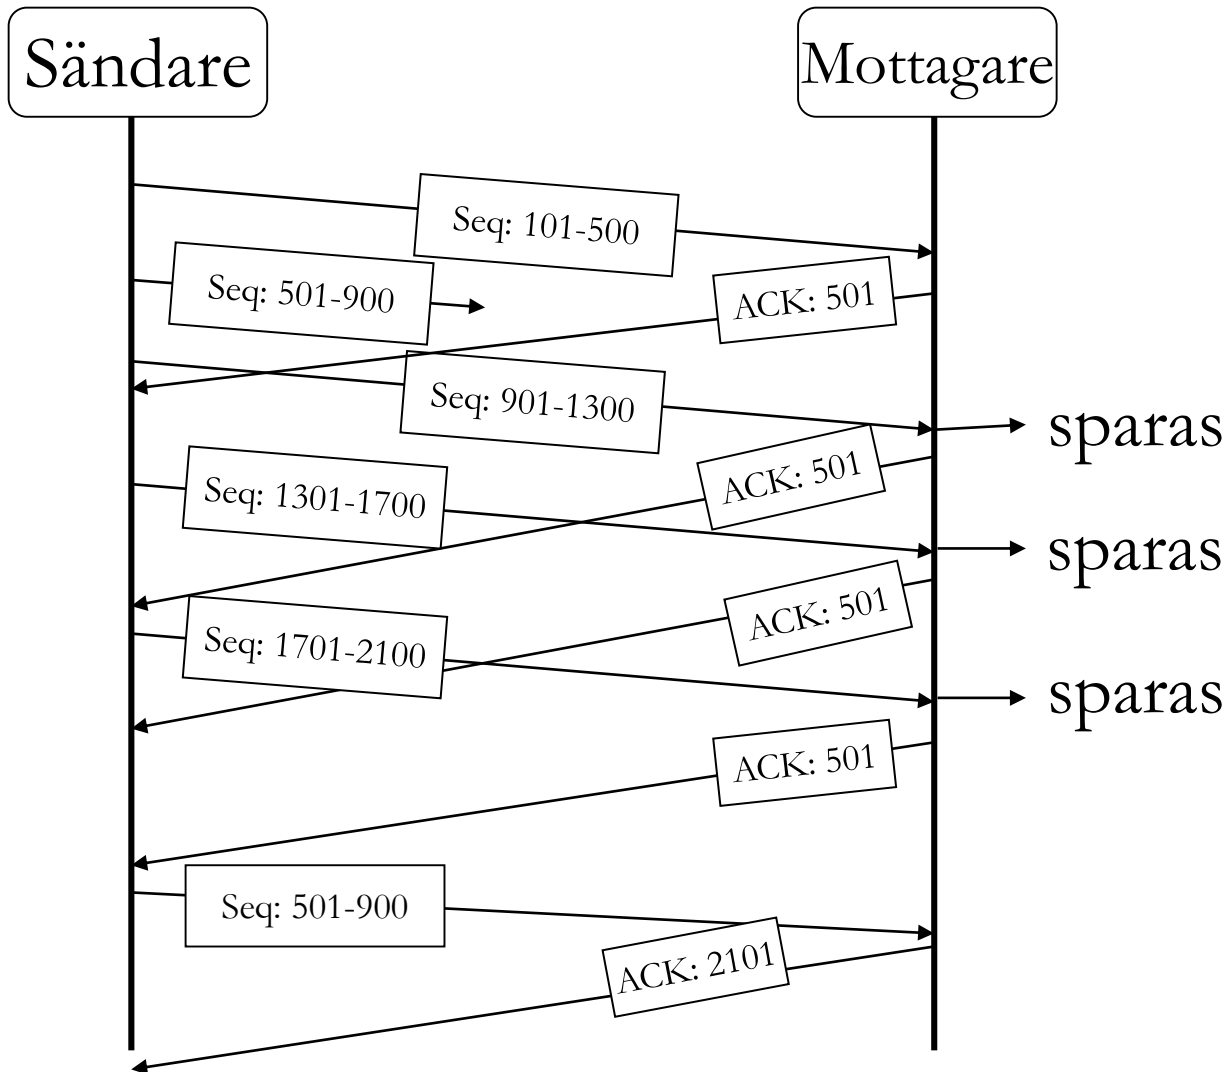 Sändare
Mottagare
Seq: 101-500
Seq: 501-900
ACK: 501
Seq: 901-1300
sparas
ACK: 501
Seq: 1301-1700
sparas
ACK: 501
Seq: 1701-2100
sparas
ACK: 501
Seq: 501-900
ACK: 2101